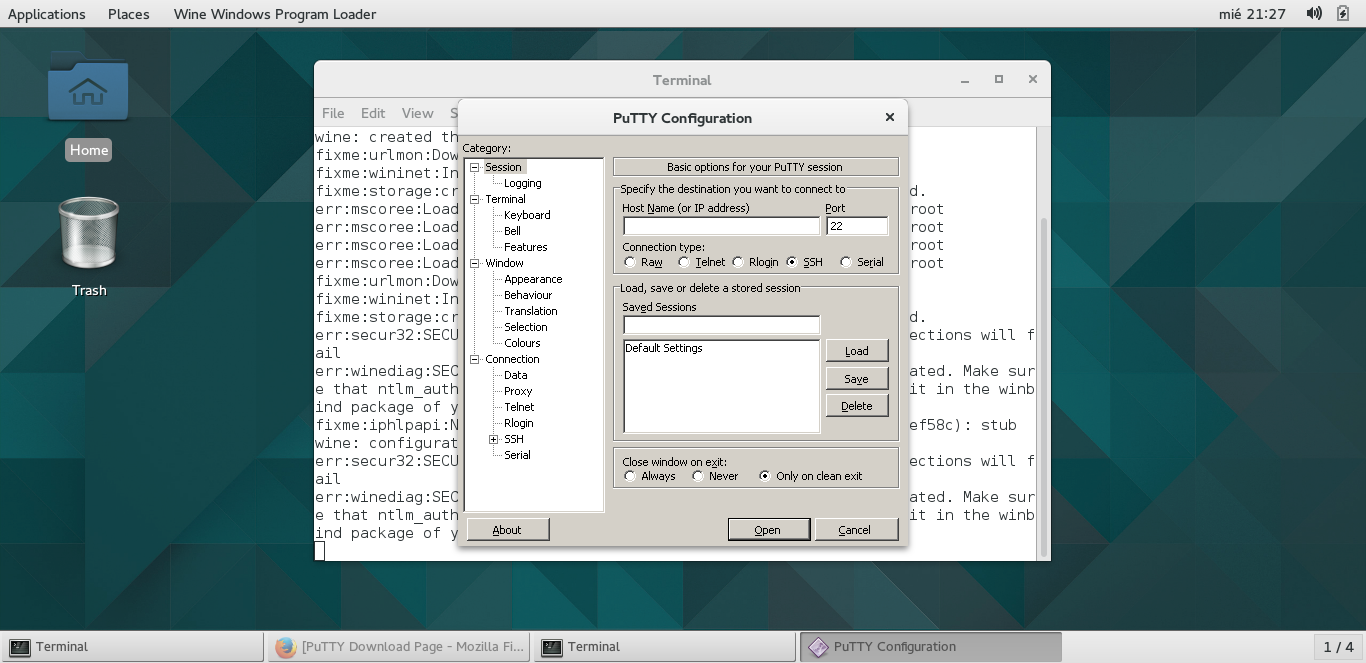 Applications Places Wine Windows Program Loader mié 21:27
Home
Trash
Terminal
File Edit View S
wine: created th
fixme:urlmon:Dow
fixme:wininet:In
fixme:storage:cr d.
err:mscoree:Load root
err:mscoree:Load root
err:mscoree:Load root
err:mscoree:Load root
fixme:urlmon:Dow
fixme:wininet:In
fixme:storage:cr d.
err:secur32:SECU ections will f
ail
err:winediag:SEC ated. Make sur
e that ntlm_auth it in the winb
ind package of y
fixme:iphlpapi:N ef58c): stub
wine: configurat
err:secur32:SECU ections will f
ail
err:winediag:SEC ated. Make sur
e that ntlm_auth it in the winb
ind package of y
PuTTY Configuration
Category:
Session
Logging
Terminal
Keyboard
Bell
Features
Window
Appearance
Behaviour
Translation
Selection
Colours
Connection
Data
Proxy
Telnet
Rlogin
SSH
Serial
Basic options for your PuTTY session
Specify the destination you want to connect to
Host Name (or IP address) Port
22
Connection type:
Raw Telnet Rlogin SSH Serial
Load, save or delete a stored session
Saved Sessions
Default Settings
Load
Save
Delete
Close window on exit:
Always Never Only on clean exit
About Open Cancel
Terminal [PuTTY Download Page - Mozilla Fi... Terminal PuTTY Configuration 1 / 4